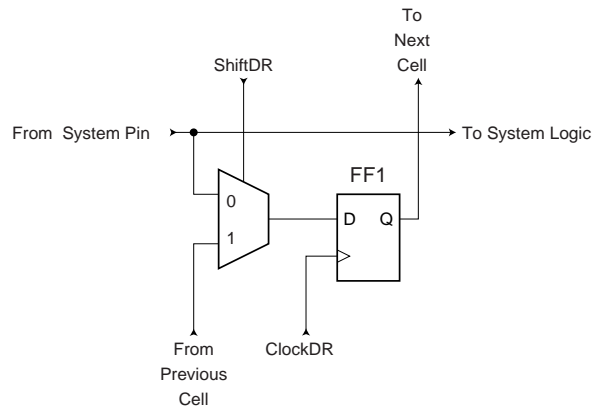 To
Next
Cell
ShiftDR
From System Pin
To System Logic
FF1
0
D Q
1
From
Previous
Cell
ClockDR